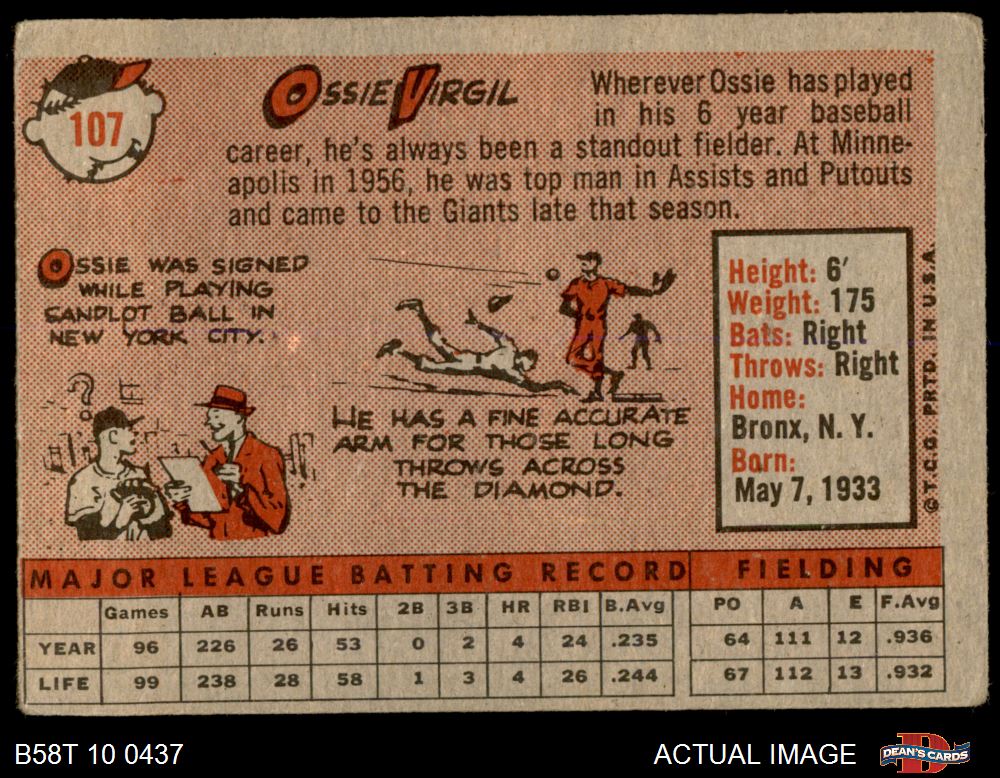 107
Ossie Virgil
Wherever Ossie has played
in his 6 year baseball
career, he's always been a standout fielder. At Minne-
apolis in 1956, he was top man in Assists and Putouts
and came to the Giants late that season.
OSSIE WAS SIGNED
WHILE PLAYING
SANDLOT BALL IN
NEW YORK CITY.
?
HE HAS A FINE ACCURATE
ARM FOR THOSE LONG
THROWS ACROSS
THE DIAMOND.
Height: 6'
Weight: 175
Bats: Right
Throws: Right
Home:
Bronx, N. Y.
Born:
May 7, 1933
©T.C.G. PRTD. IN U.S.A.
MAJOR LEAGUE BATTING RECORD FIELDING
Games AB Runs Hits 2B 3B HR RBI B.Avg PO A E F.Avg
YEAR 96 226 26 53 0 2 4 24 .235 64 111 12 .936
LIFE 99 238 28 58 1 3 4 26 .244 67 112 13 .932
B58T 10 0437 ACTUAL IMAGE DEAN'S CARDS